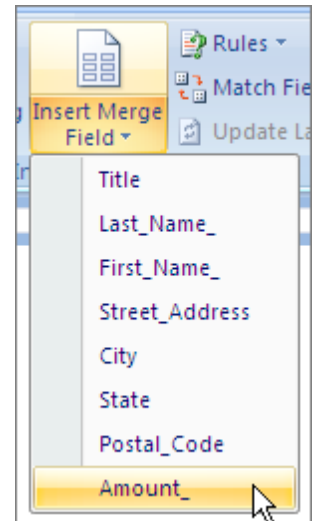 Rules
Match Fie
Insert Merge
Field
Update La
Title
Last_Name_
First_Name_
Street_Address
City
State
Postal_Code
Amount_